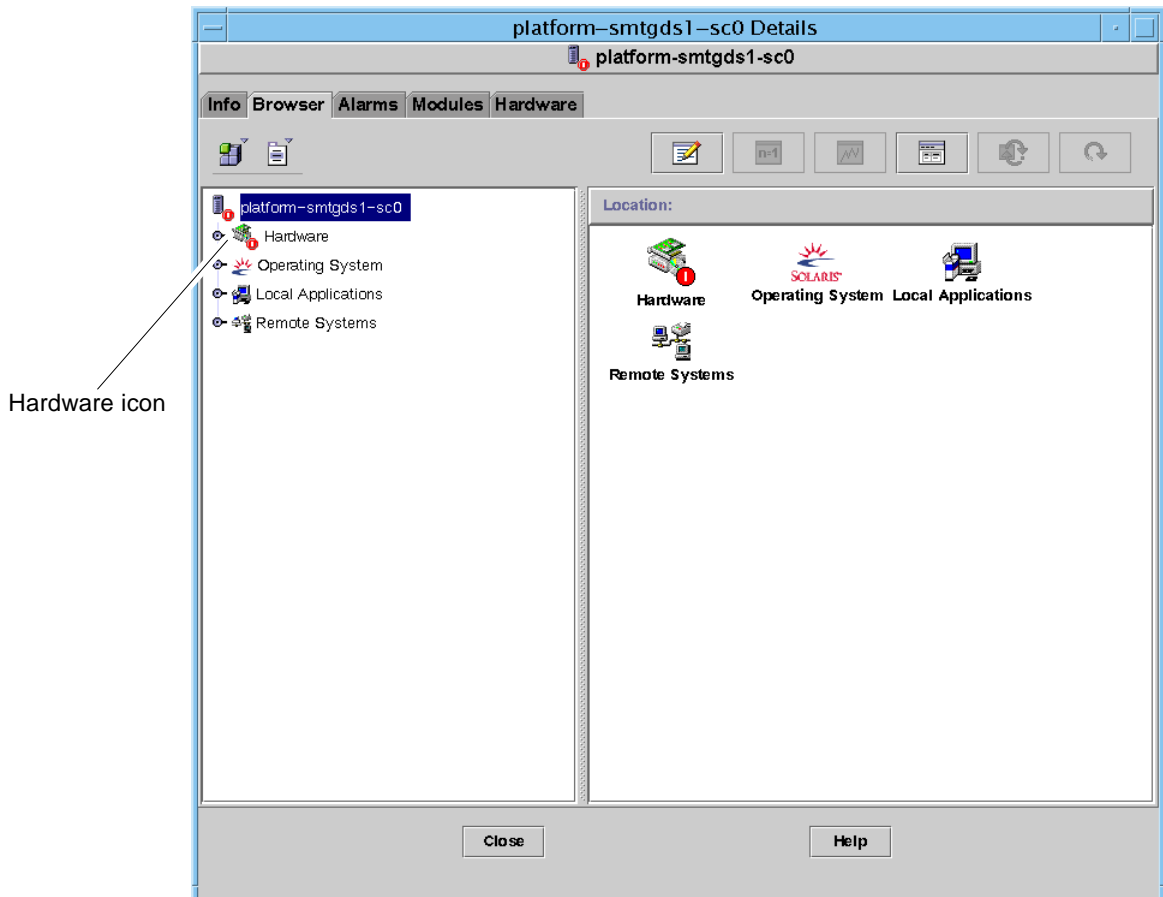 platform–smtgds1–sc0 Details
platform-smtgds1-sc0
Info Browser Alarms Modules Hardware
n=1
platform–smtgds1–sc0
Hardware
Operating System
Local Applications
Remote Systems
Location:
Hardware
SOLARIS
Operating System
Local Applications
Remote Systems
Hardware icon
Close
Help